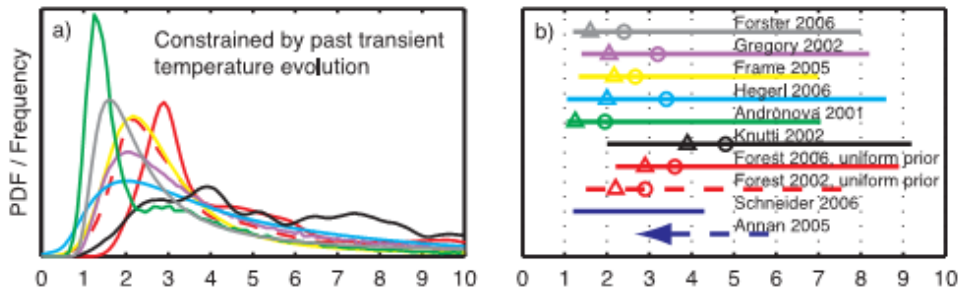 a)
Constrained by past transient
temperature evolution
PDF / Frequency
0 1 2 3 4 5 6 7 8 9 10
b)
Forster 2006
Gregory 2002
Frame 2005
Hegerl 2006
Andronova 2001
Knutti 2002
Forest 2006, uniform prior
Forest 2002, uniform prior
Schneider 2006
Annan 2005
0 1 2 3 4 5 6 7 8 9 10